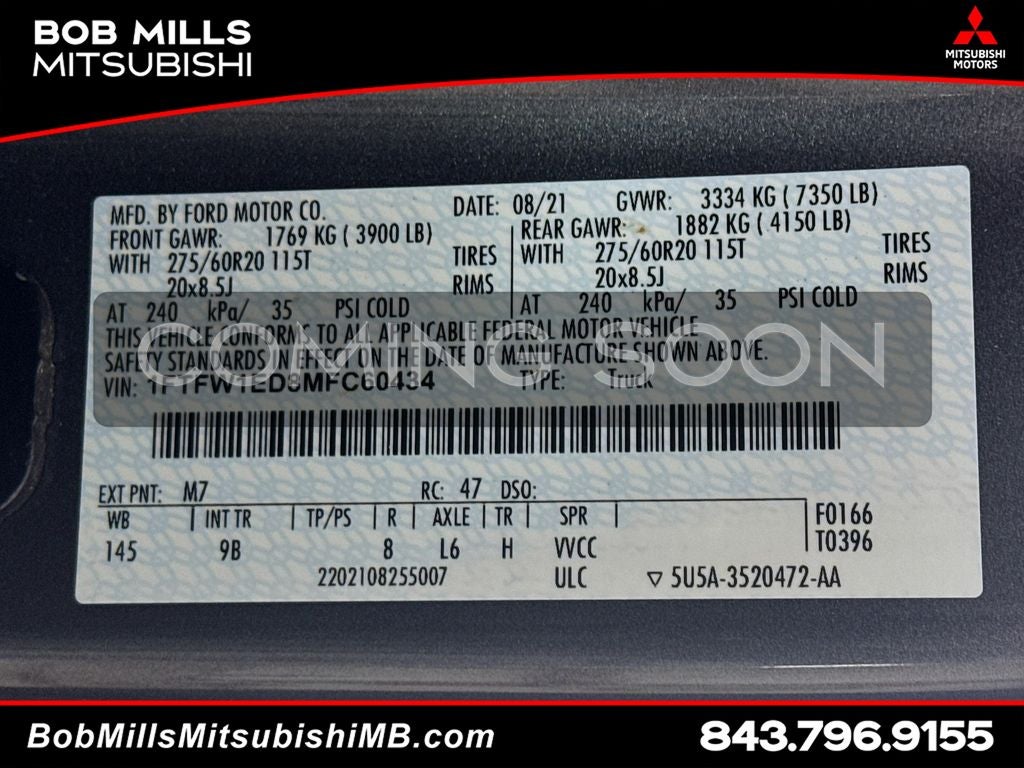 BOB MILLS
MITSUBISHI
MITSUBISHI
MOTORS
MFD. BY FORD MOTOR CO. DATE: 08/21 GVWR: 3334 KG ( 7350 LB)
FRONT GAWR: 1769 KG ( 3900 LB) REAR GAWR: 1882 KG ( 4150 LB)
WITH 275/60R20 115T TIRES WITH 275/60R20 115T TIRES
20x8.5J RIMS 20x8.5J RIMS
AT 240 kPa/ 35 PSI COLD AT 240 kPa/ 35 PSI COLD
COMING SOON
THIS VEHICLE CONFORMS TO ALL APPLICABLE FEDERAL MOTOR VEHICLE
SAFETY STANDARDS IN EFFECT ON THE DATE OF MANUFACTURE SHOWN ABOVE.
VIN: 1FTFW1ED8MFC60434 TYPE: Truck
EXT PNT: M7 RC: 47 DSO:
WB INT TR TP/PS R AXLE TR SPR F0166
145 9B 8 L6 H VVCC T0396
2202108255007 ULC ▽ 5U5A-3520472-AA
BobMillsMitsubishiMB.com 843.796.9155